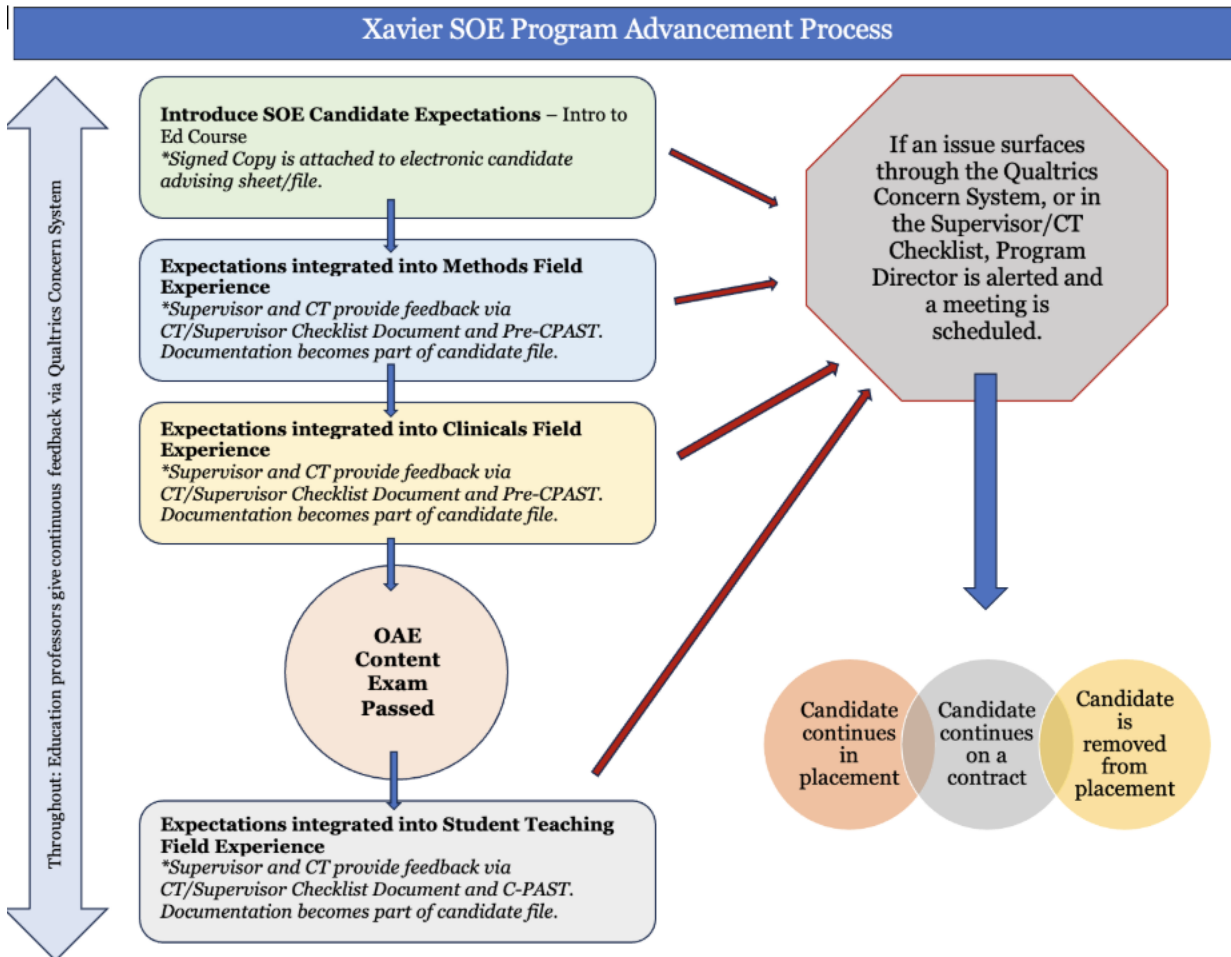 Xavier SOE Program Advancement Process
Throughout: Education professors give continuous feedback via Qualtrics Concern System
Introduce SOE Candidate Expectations – Intro to
Ed Course
*Signed Copy is attached to electronic candidate
advising sheet/file.
Expectations integrated into Methods Field
Experience
*Supervisor and CT provide feedback via
CT/Supervisor Checklist Document and Pre-CPAST.
Documentation becomes part of candidate file.
Expectations integrated into Clinicals Field
Experience
*Supervisor and CT provide feedback via
CT/Supervisor Checklist Document and Pre-CPAST.
Documentation becomes part of candidate file.
OAE
Content
Exam
Passed
Expectations integrated into Student Teaching
Field Experience
*Supervisor and CT provide feedback via
CT/Supervisor Checklist Document and C-PAST.
Documentation becomes part of candidate file.
If an issue surfaces
through the Qualtrics
Concern System, or in
the Supervisor/CT
Checklist, Program
Director is alerted and
a meeting is
scheduled.
Candidate
continues
in
placement
Candidate
continues
on a
contract
Candidate
is
removed
from
placement